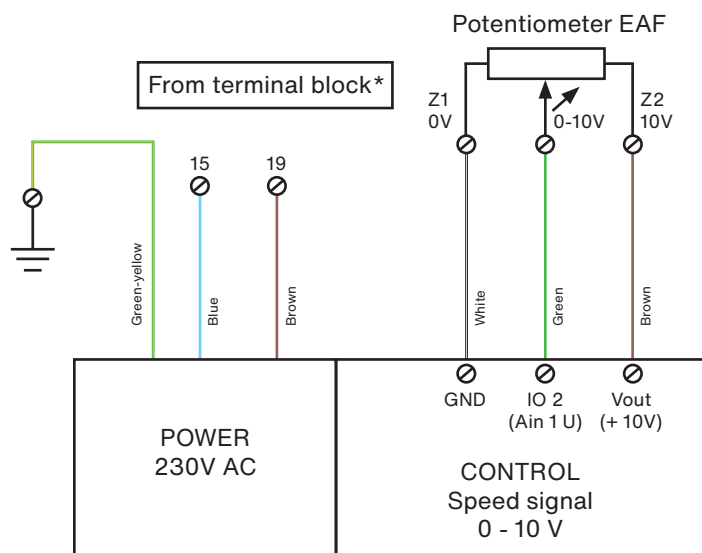 Potentiometer EAF
From terminal block*
Z1
0V
0-10V
Z2
10V
15
19
Green-yellow
Blue
Brown
White
Green
Brown
GND
IO 2
(Ain 1 U)
Vout
(+ 10V)
POWER
230V AC
CONTROL
Speed signal
0 - 10 V